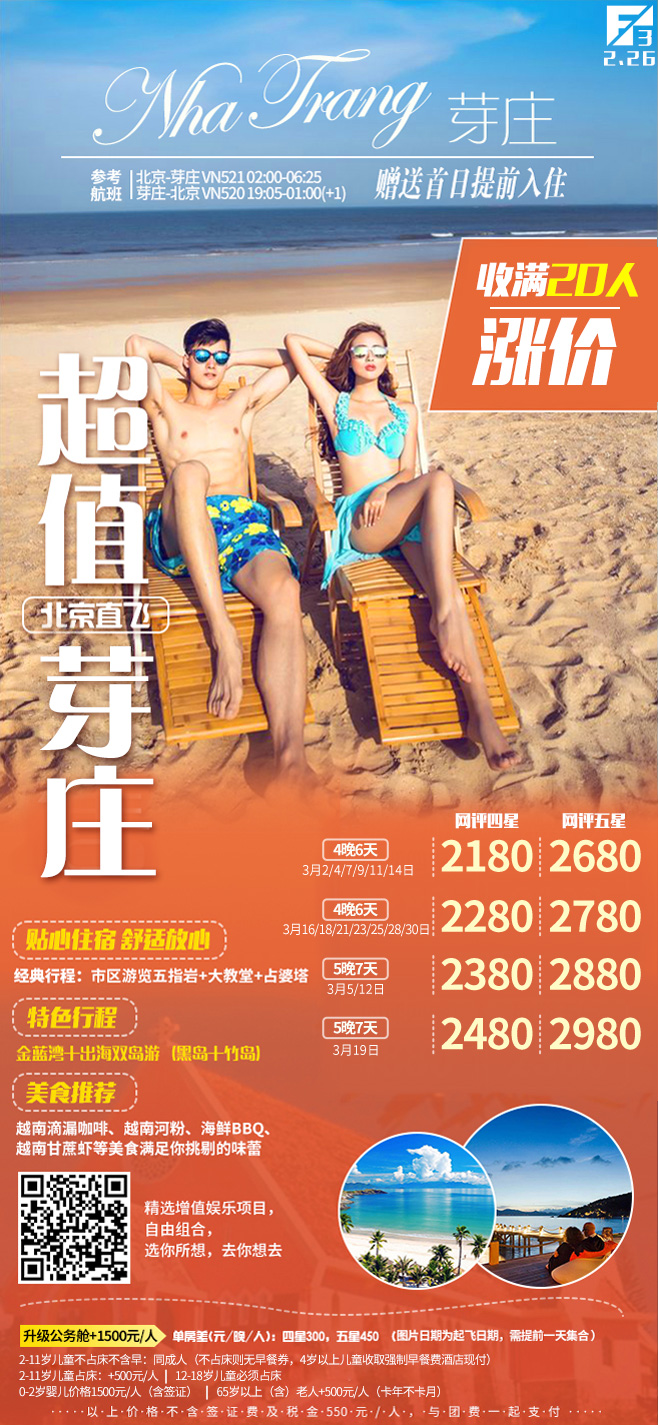 F3
2.26
Nha Trang 芽庄
参考航班
北京-芽庄 VN521 02:00-06:25
芽庄-北京 VN520 19:05-01:00(+1)
赠送首日提前入住
收满20人
涨价
超值
北京直飞
芽庄
网评四星 网评五星
4晚6天
3月2/4/7/9/11/14日
2180 2680
4晚6天
3月16/18/21/23/25/28/30日
2280 2780
5晚7天
3月5/12日
2380 2880
5晚7天
3月19日
2480 2980
贴心住宿 舒适放心
经典行程：市区游览五指岩+大教堂+占婆塔
特色行程
金蓝湾十出海双岛游（黑岛十竹岛）
美食推荐
越南滴漏咖啡、越南河粉、海鲜BBQ、
越南甘蔗虾等美食满足你挑剔的味蕾
精选增值娱乐项目，
自由组合，
选你所想，去你想去
升级公务舱+1500元/人 单房差(元/晚/人)：四星300，五星450 （图片日期为起飞日期，需提前一天集合）
2-11岁儿童不占床不含早：同成人（不占床则无早餐券，4岁以上儿童收取强制早餐费酒店现付）
2-11岁儿童占床：+500元/人 | 12-18岁儿童必须占床
0-2岁婴儿价格1500元/人（含签证） | 65岁以上（含）老人+500元/人（卡年不卡月）
·····以·上·价·格·不·含·签·证·费·及·税·金·550·元·/·人·，·与·团·费·一·起·支·付·····